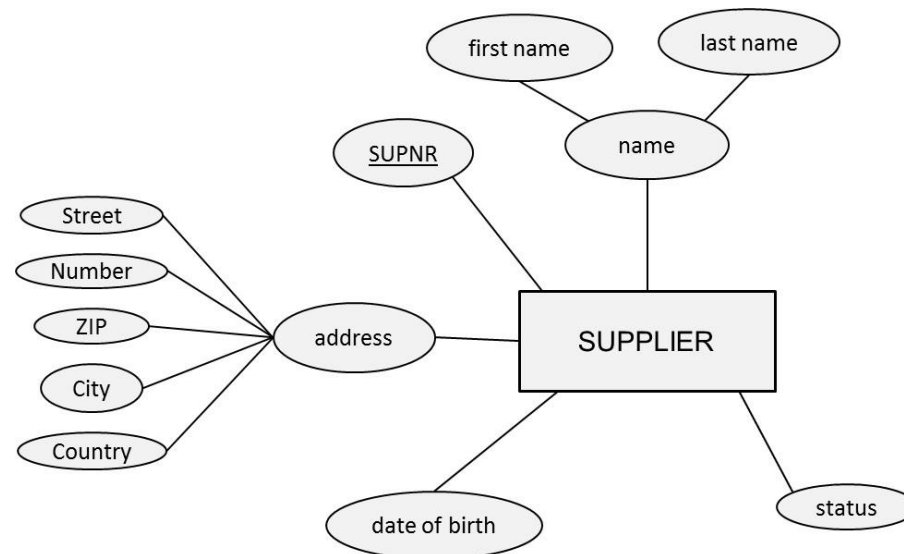 first name
last name
SUPNR
name
Street
Number
ZIP
City
Country
address
SUPPLIER
date of birth
status